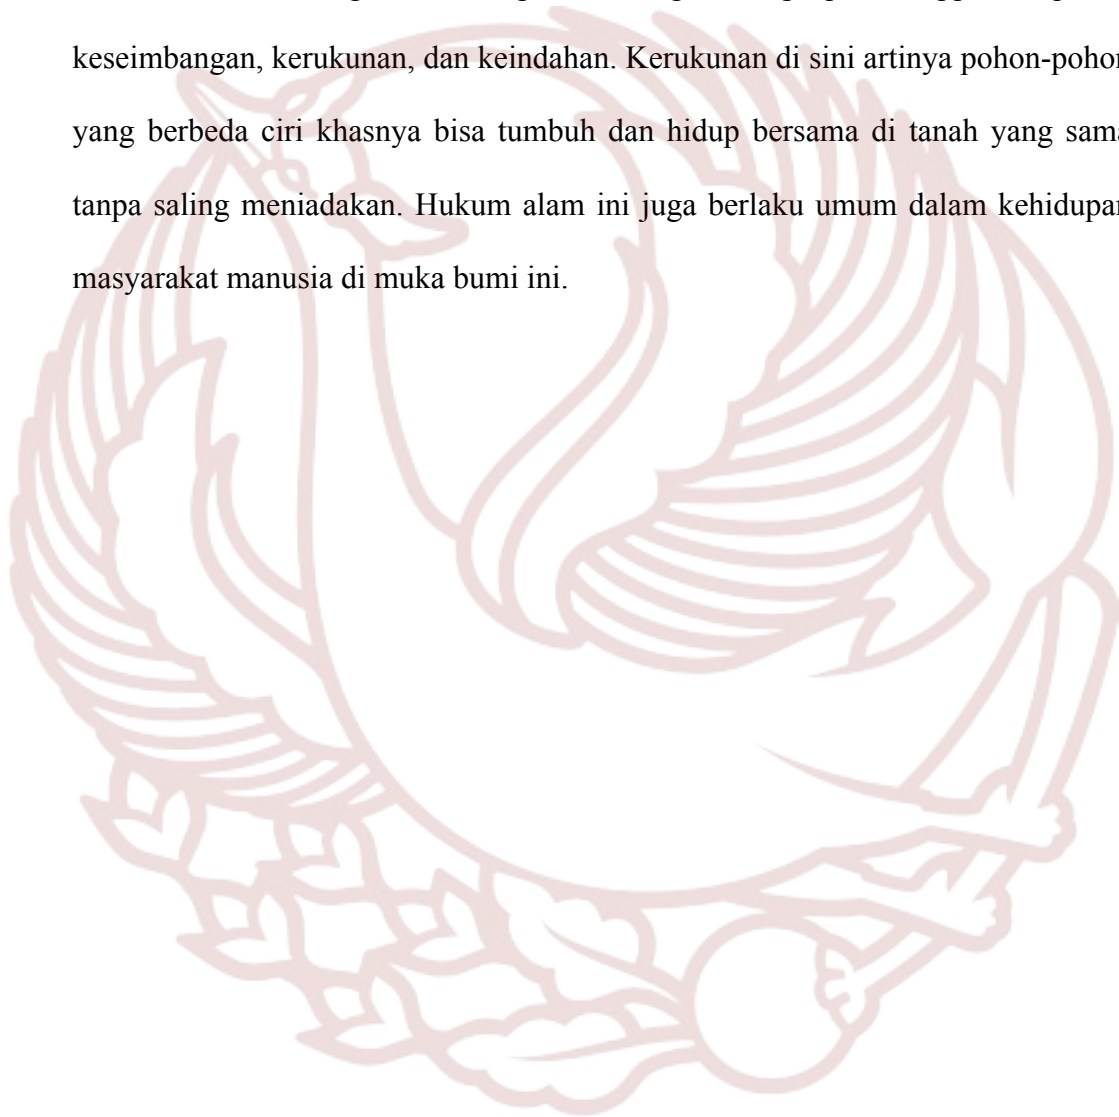 keseimbangan, kerukunan, dan keindahan. Kerukunan di sini artinya pohon-pohon
yang berbeda ciri khasnya bisa tumbuh dan hidup bersama di tanah yang sama
tanpa saling meniadakan. Hukum alam ini juga berlaku umum dalam kehidupan
masyarakat manusia di muka bumi ini.